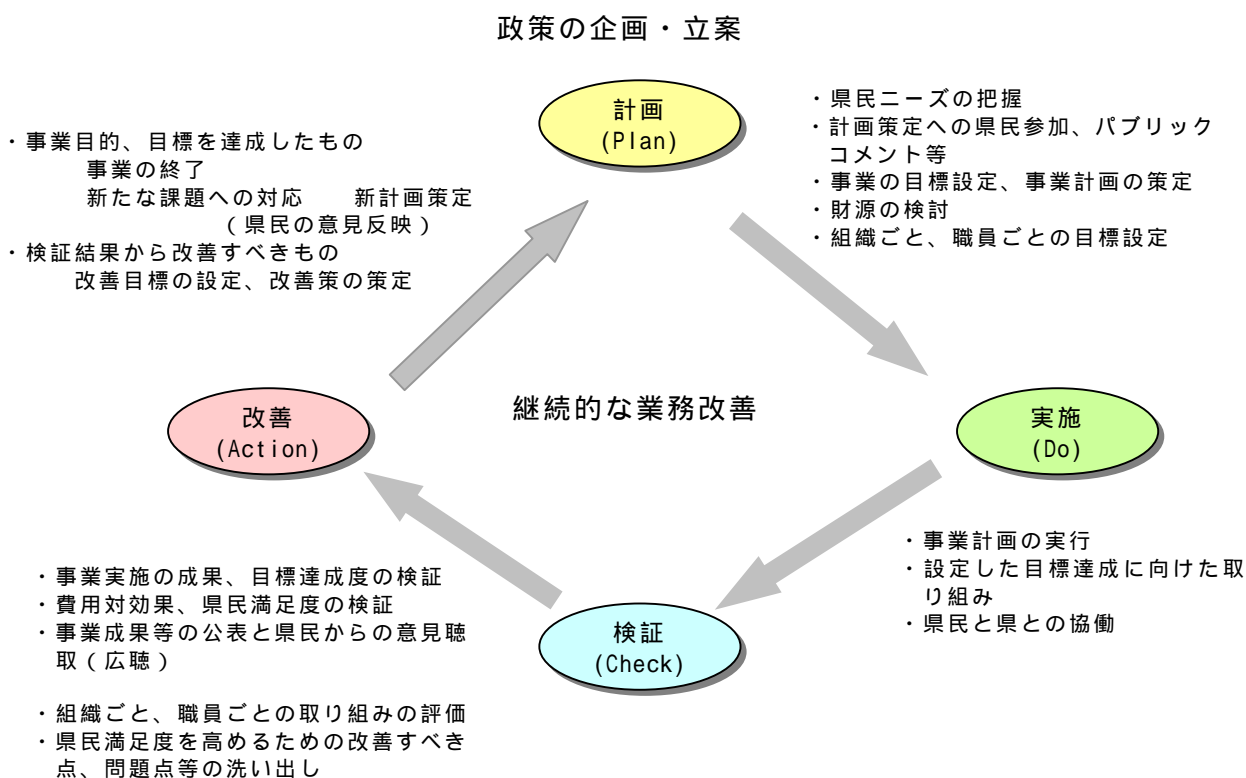 政策の企画・立案
計画
(Plan)
・県民ニーズの把握
・計画策定への県民参加、パブリック
コメント等
・事業の目標設定、事業計画の策定
・財源の検討
・組織ごと、職員ごとの目標設定
・事業目的、目標を達成したもの
事業の終了
新たな課題への対応　　新計画策定
（県民の意見反映）
・検証結果から改善すべきもの
改善目標の設定、改善策の策定
改善
(Action)
継続的な業務改善
実施
(Do)
・事業計画の実行
・設定した目標達成に向けた取
り組み
・県民と県との協働
・事業実施の成果、目標達成度の検証
・費用対効果、県民満足度の検証
・事業成果等の公表と県民からの意見聴
取（広聴）
・組織ごと、職員ごとの取り組みの評価
・県民満足度を高めるための改善すべき
点、問題点等の洗い出し
検証
(Check)